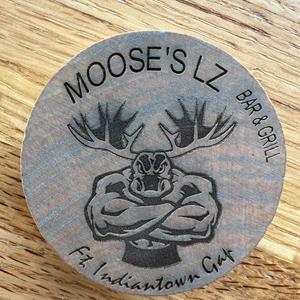 MOOSE'S LZ
BAR & GRILL
Ft. Indiantown Gap